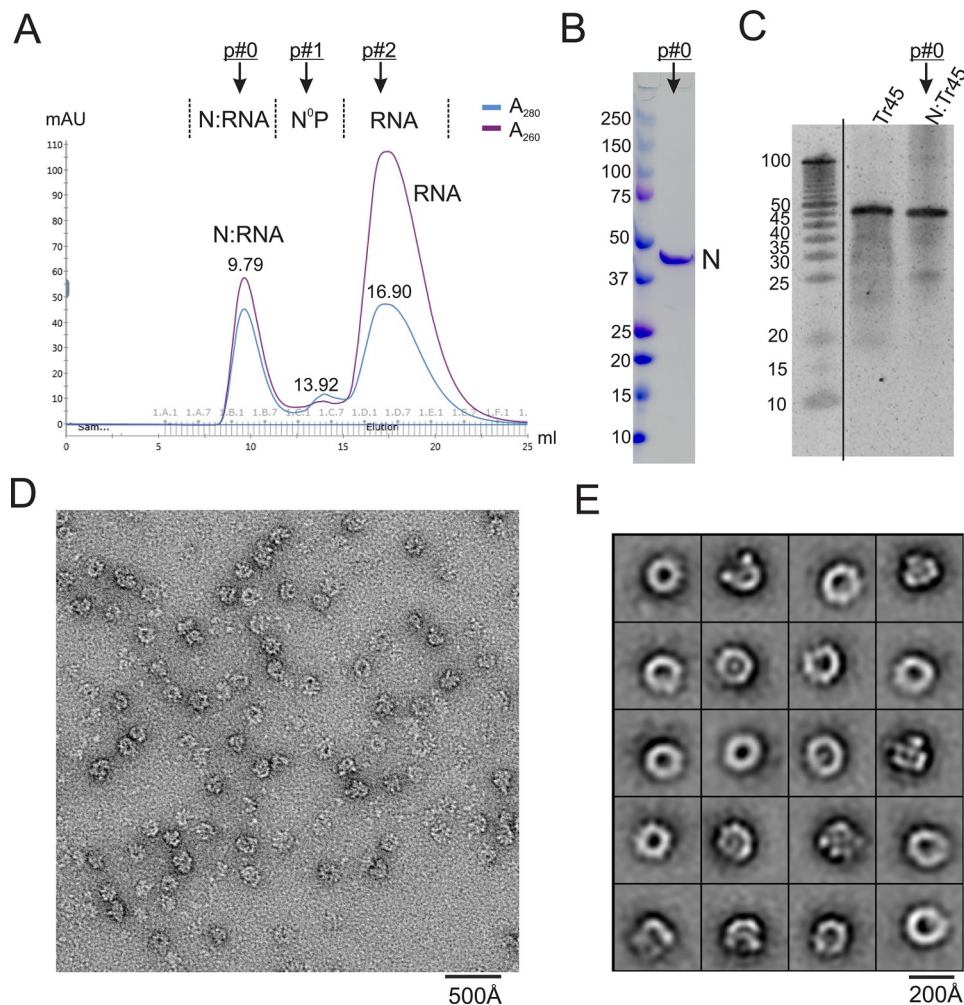 A
p#0
p#1
p#2
N:RNA
N⁰P
RNA
A280
A260
mAU
110
100
90
80
70
60
50
40
30
20
10
0
N:RNA
9.79
13.92
16.90
RNA
1.A.1
1.A.7
1.B.1
1.B.7
1.C.7
1.D.1
1.D.7
1.E.1
1.F.1
1.
Sam...
Elution
0
5
10
15
20
25
ml
B
p#0
250
150
100
75
50
37
25
20
15
10
N
C
p#0
Tr45
N:Tr45
100
50
45
40
35
30
25
20
15
10
D
500Å
E
200Å